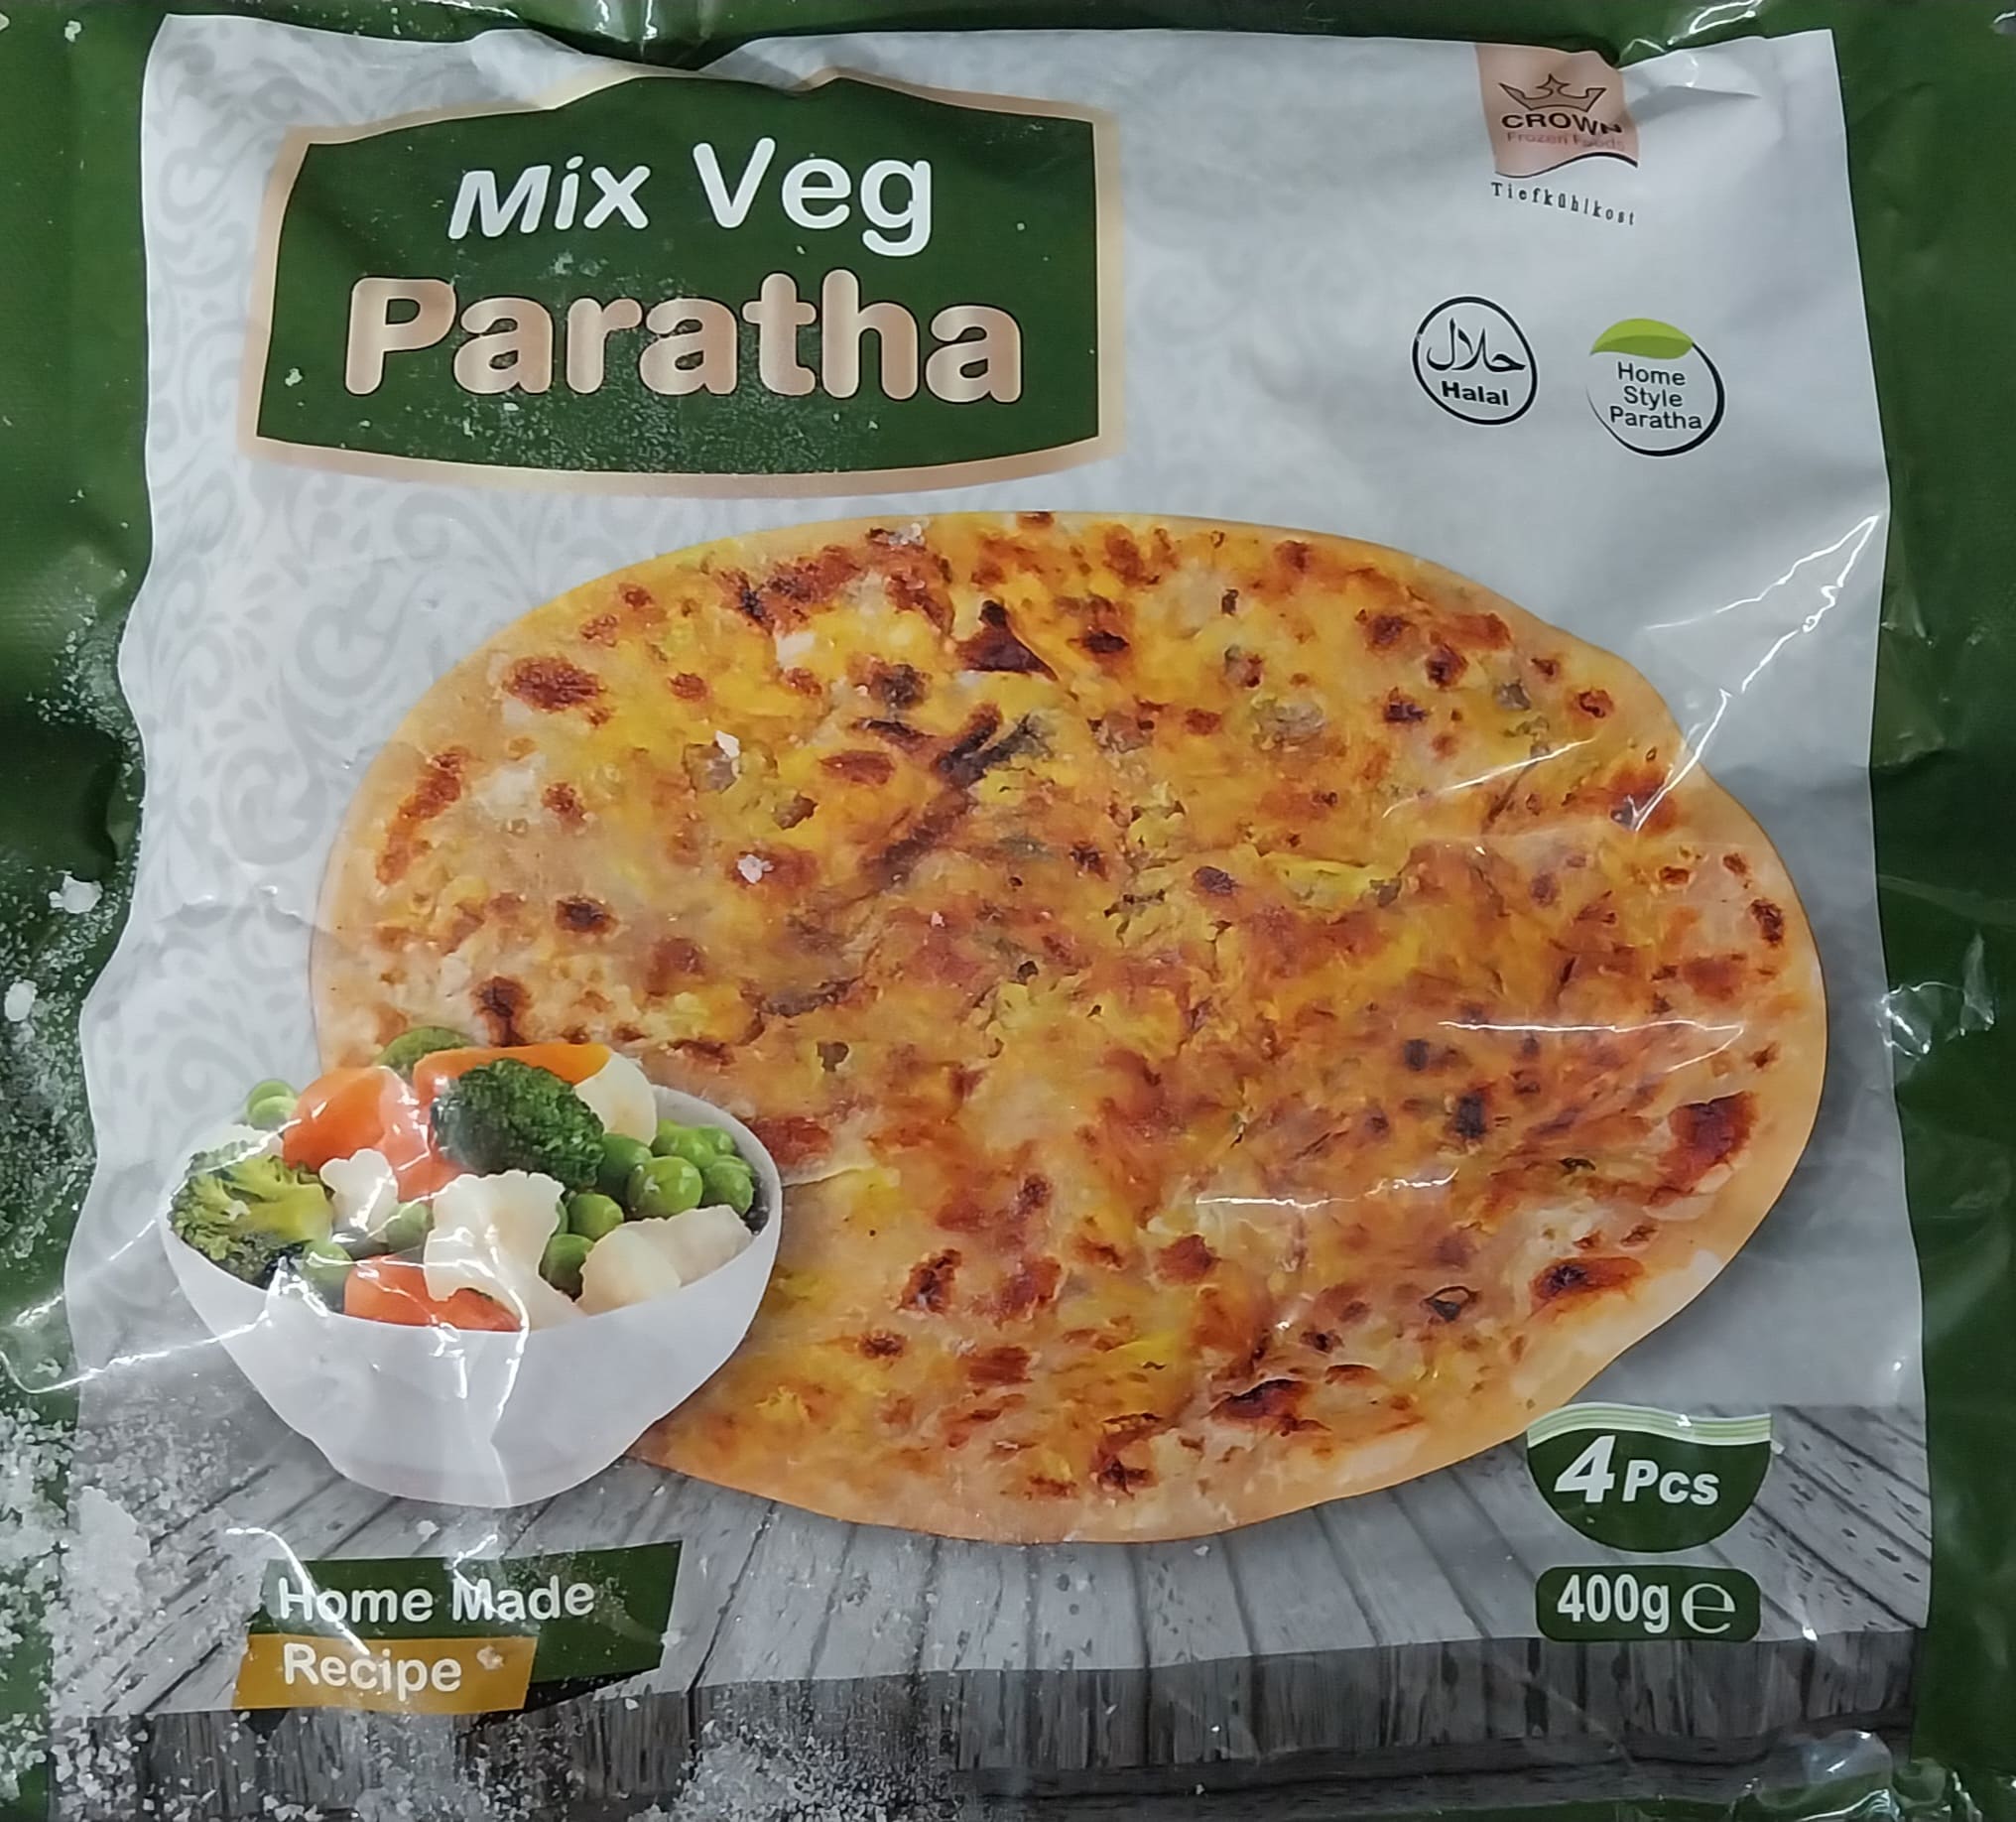 Mix Veg
Paratha
CROWN
Frozen Foods
Tiefkühlkost
حلال
Halal
Home
Style
Paratha
4 Pcs
400g ℮
Home Made
Recipe